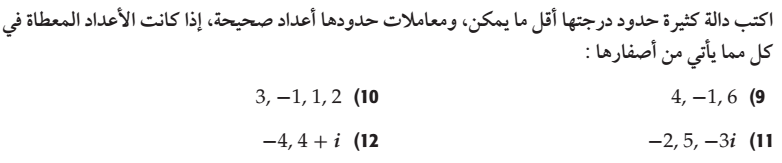 اكتب دالة كثيرة حدود درجتها أقل ما يمكن، ومعاملات حدودها أعداد صحيحة، إذا كانت الأعداد المعطاة في
كل مما يأتي من أصفارها :
(9 4, −1, 6 (10 3, −1, 1, 2
(11 −2, 5, −3i (12 −4, 4 + i